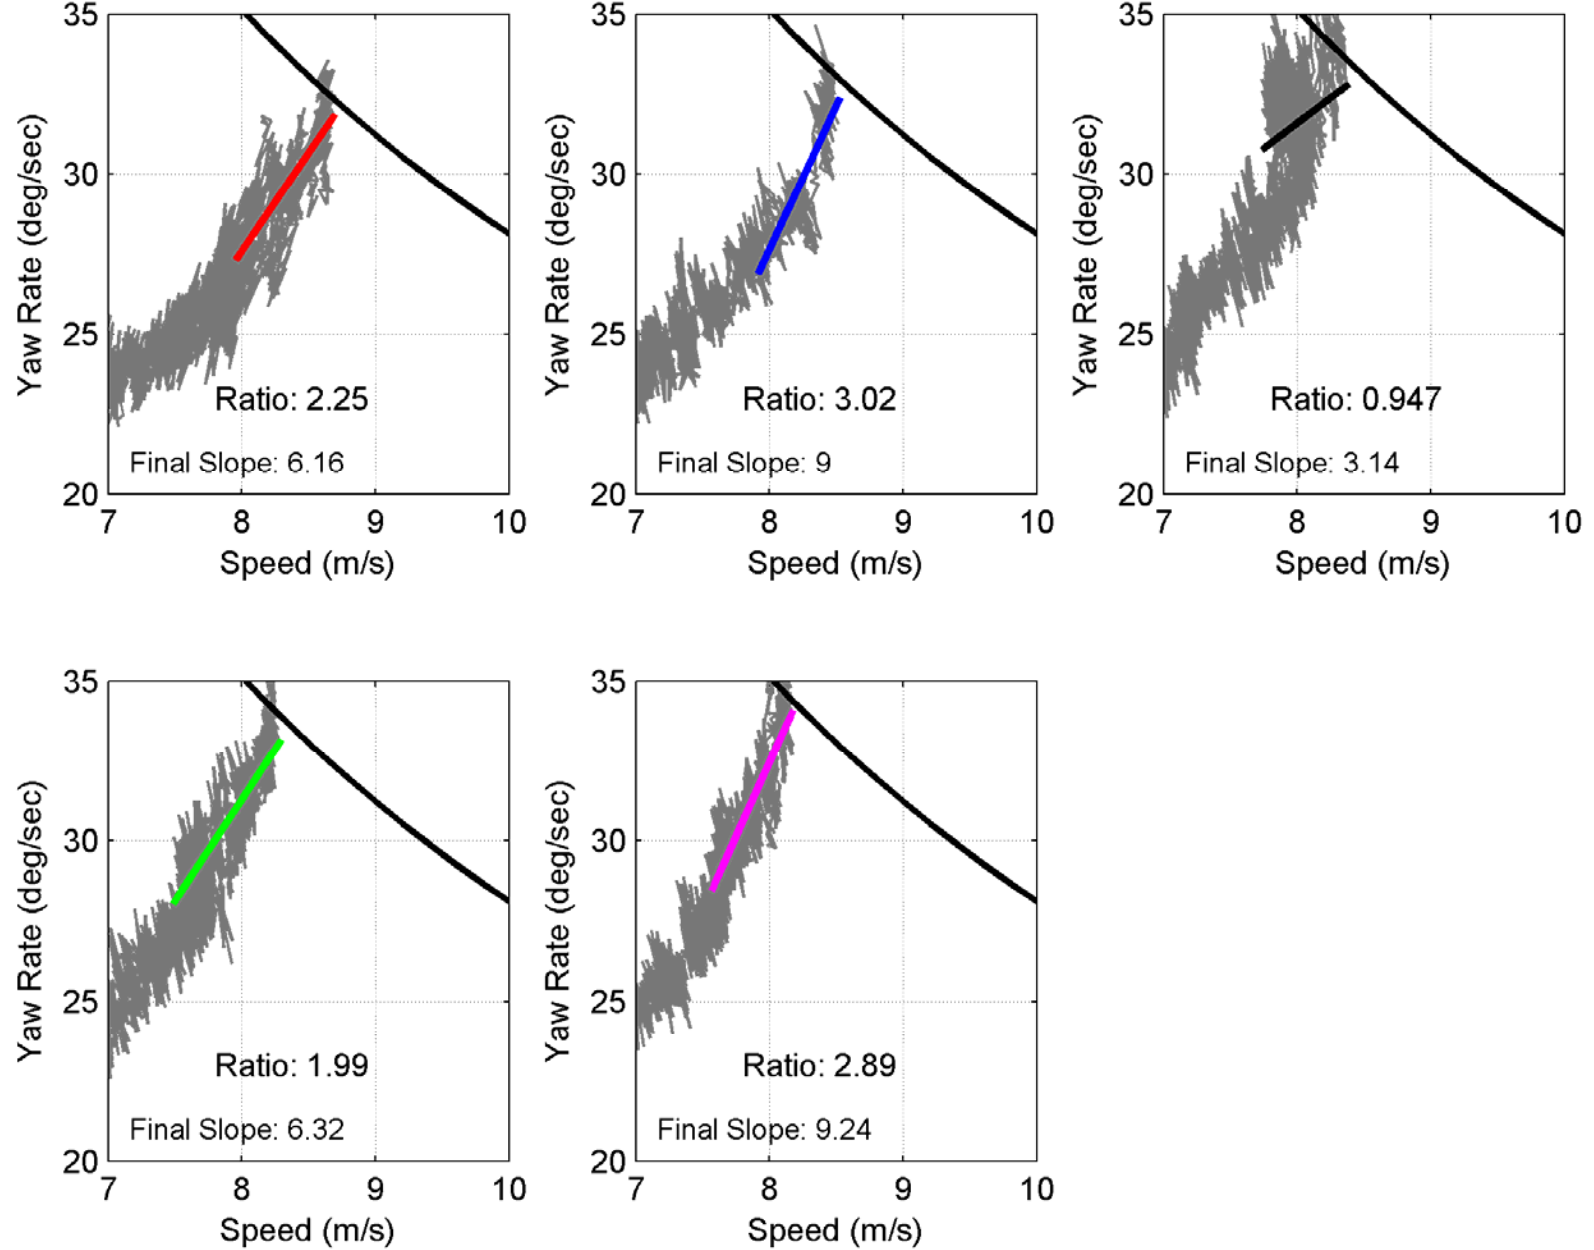 35
30
25
20
Yaw Rate (deg/sec)
Ratio: 2.25
Final Slope: 6.16
7 8 9 10
Speed (m/s)
35
30
25
20
Yaw Rate (deg/sec)
Ratio: 3.02
Final Slope: 9
7 8 9 10
Speed (m/s)
35
30
25
20
Yaw Rate (deg/sec)
Ratio: 0.947
Final Slope: 3.14
7 8 9 10
Speed (m/s)
35
30
25
20
Yaw Rate (deg/sec)
Ratio: 1.99
Final Slope: 6.32
7 8 9 10
Speed (m/s)
35
30
25
20
Yaw Rate (deg/sec)
Ratio: 2.89
Final Slope: 9.24
7 8 9 10
Speed (m/s)